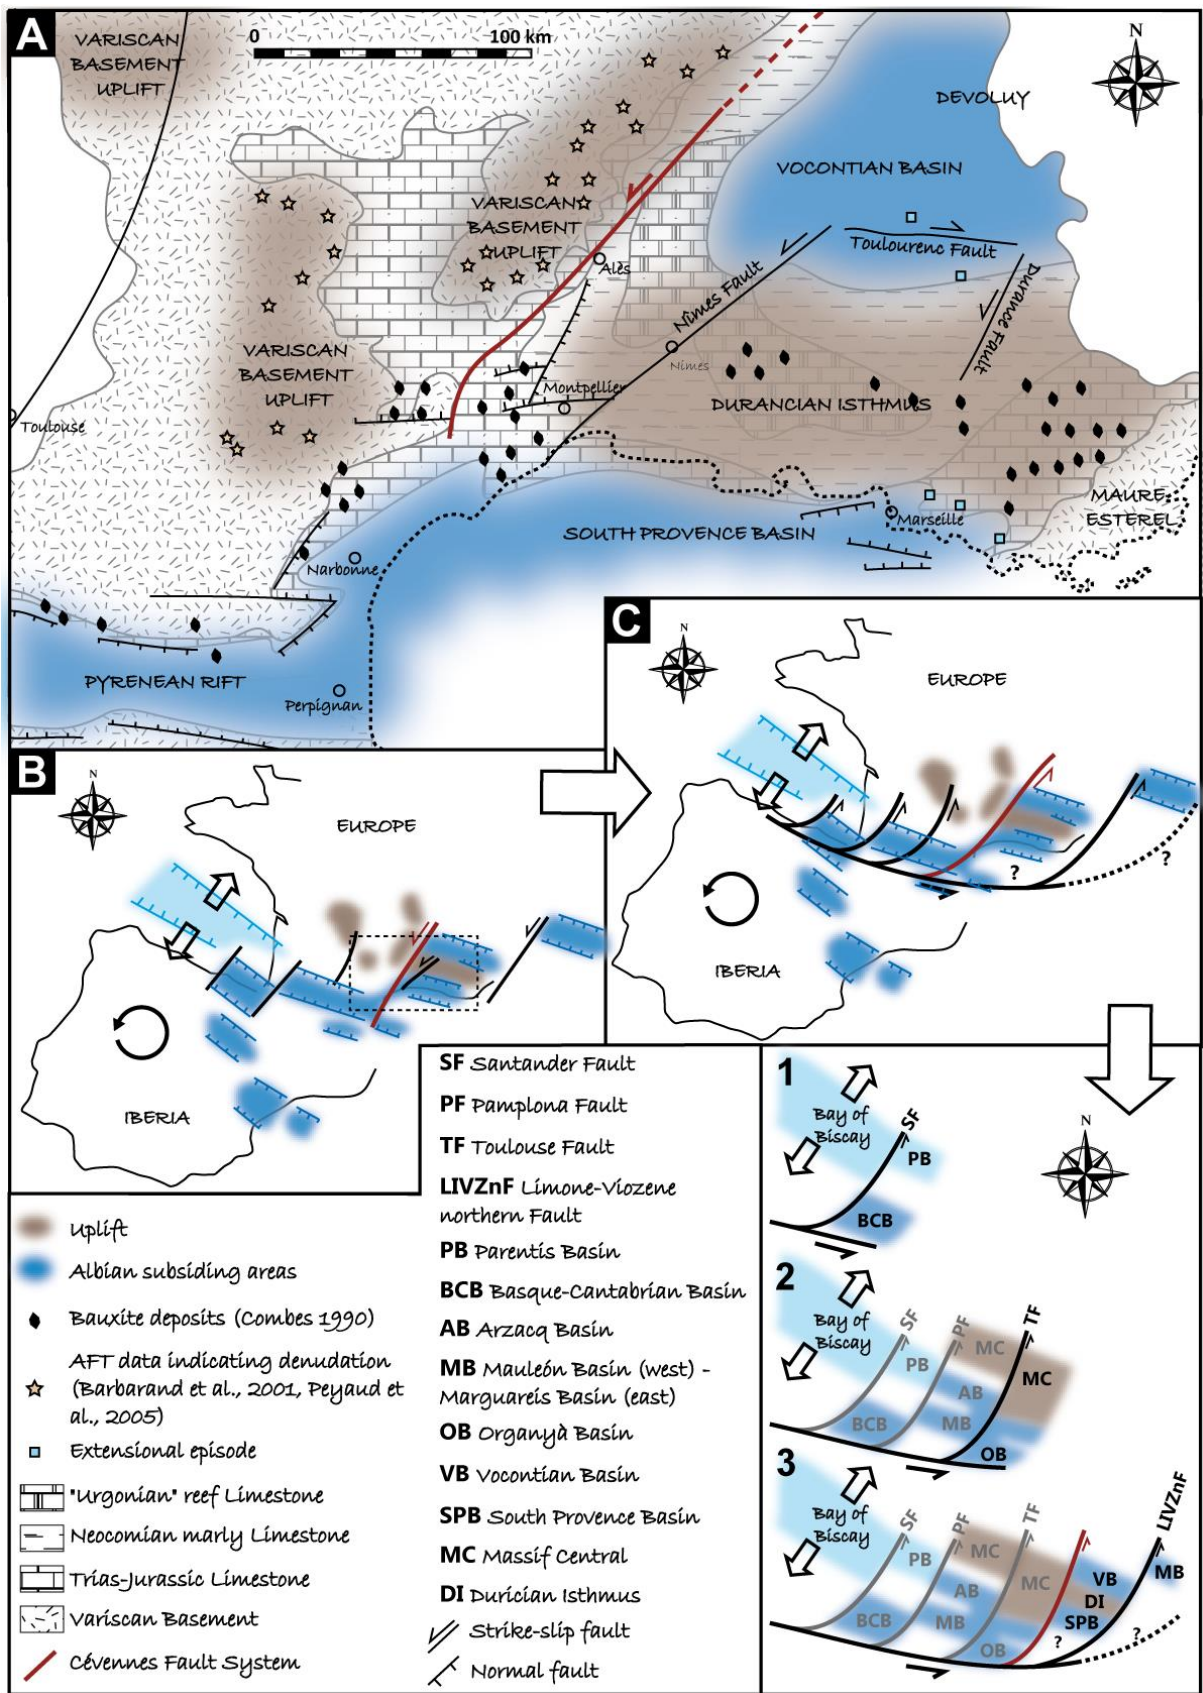 A
VARISCAN
BASEMENT
UPLIFT
0 100 km
N
DEVOLUY
VOCONTIAN BASIN
Toulourenc Fault
VARISCAN
BASEMENT
UPLIFT
Alès
Nîmes Fault
Durance Fault
VARISCAN
BASEMENT
UPLIFT
Nîmes
Montpellier
DURANCIAN ISTHMUS
Toulouse
MAURE-
ESTEREL
Marseille
SOUTH PROVENCE BASIN
Narbonne
PYRENEAN RIFT
Perpignan
C
N
EUROPE
?
?
IBERIA
B
N
EUROPE
IBERIA
Uplift
Albian subsiding areas
Bauxite deposits (Combes 1990)
AFT data indicating denudation
(Barbarand et al., 2001, Peyaud et
al., 2005)
Extensional episode
"Urgonian" reef Limestone
Neocomian marly Limestone
Trias-Jurassic Limestone
Variscan Basement
Cévennes Fault System
SF Santander Fault
PF Pamplona Fault
TF Toulouse Fault
LIVZnF Limone-Viozene
northern Fault
PB Parentis Basin
BCB Basque-Cantabrian Basin
AB Arzacq Basin
MB Mauleón Basin (west) -
Marguareis Basin (east)
OB Organyà Basin
VB Vocontian Basin
SPB South Provence Basin
MC Massif Central
DI Durician Isthmus
Strike-slip fault
Normal fault
1
N
Bay of
Biscay
SF
PB
BCB
2
Bay of
Biscay
SF
PF
TF
PB
MC
MC
AB
BCB
MB
OB
3
Bay of
Biscay
SF
PF
TF
LIVZnF
PB
MC
MC
AB
VB
MB
DI
BCB
MB
SPB
OB
?
?